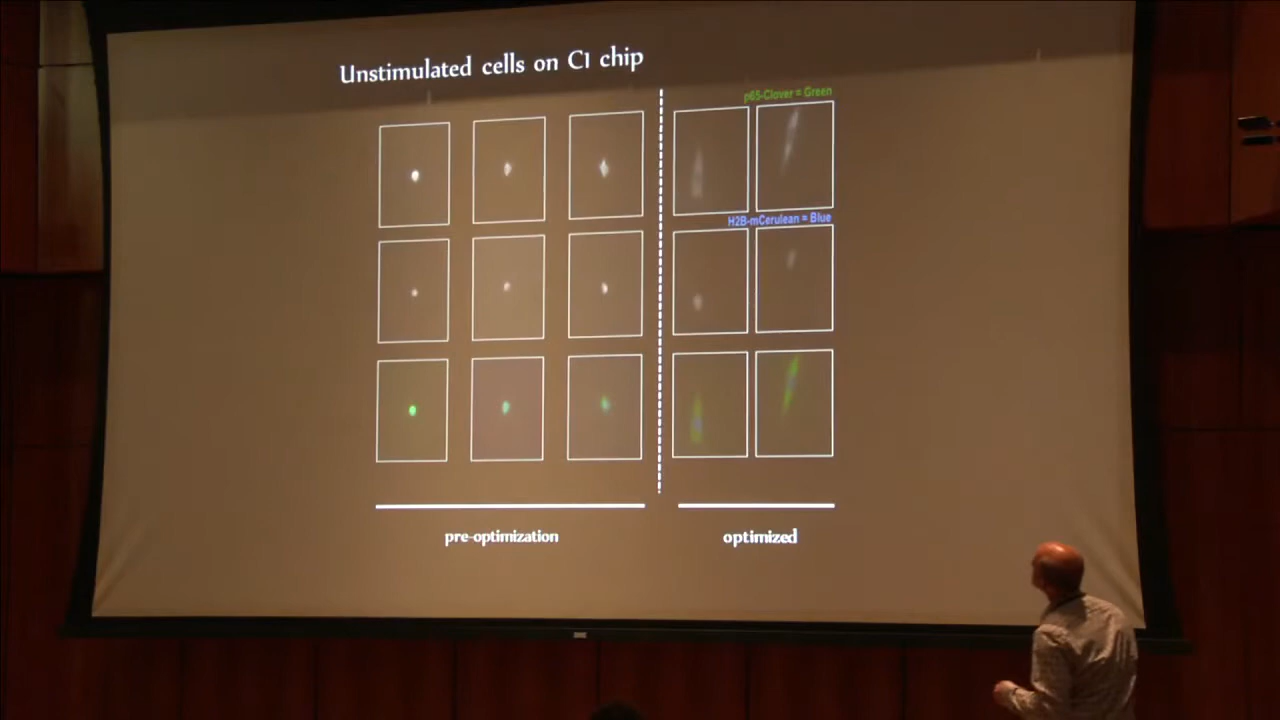 Unstimulated cells on C1 chip
p65-Clover = Green
H2B-mCerulean = Blue
pre-optimization
optimized